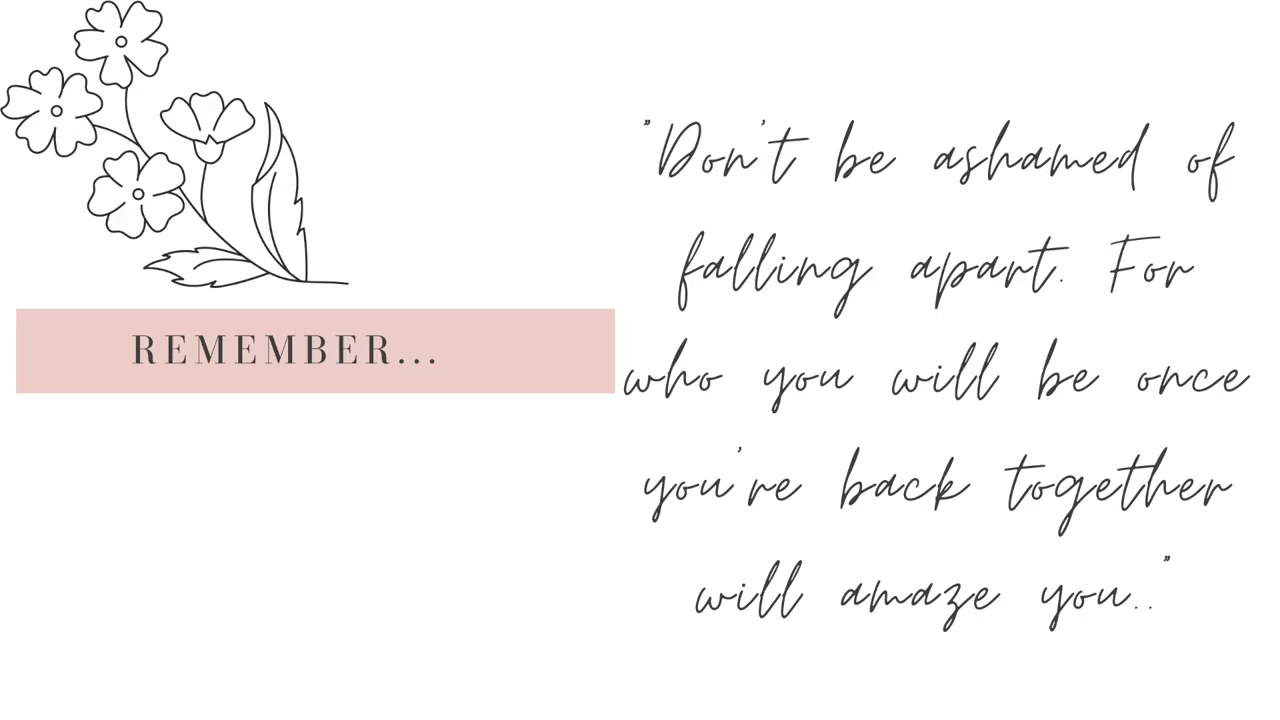 REMEMBER...
"Don't be ashamed of
falling apart. For
who you will be once
you're back together
will amaze you.."